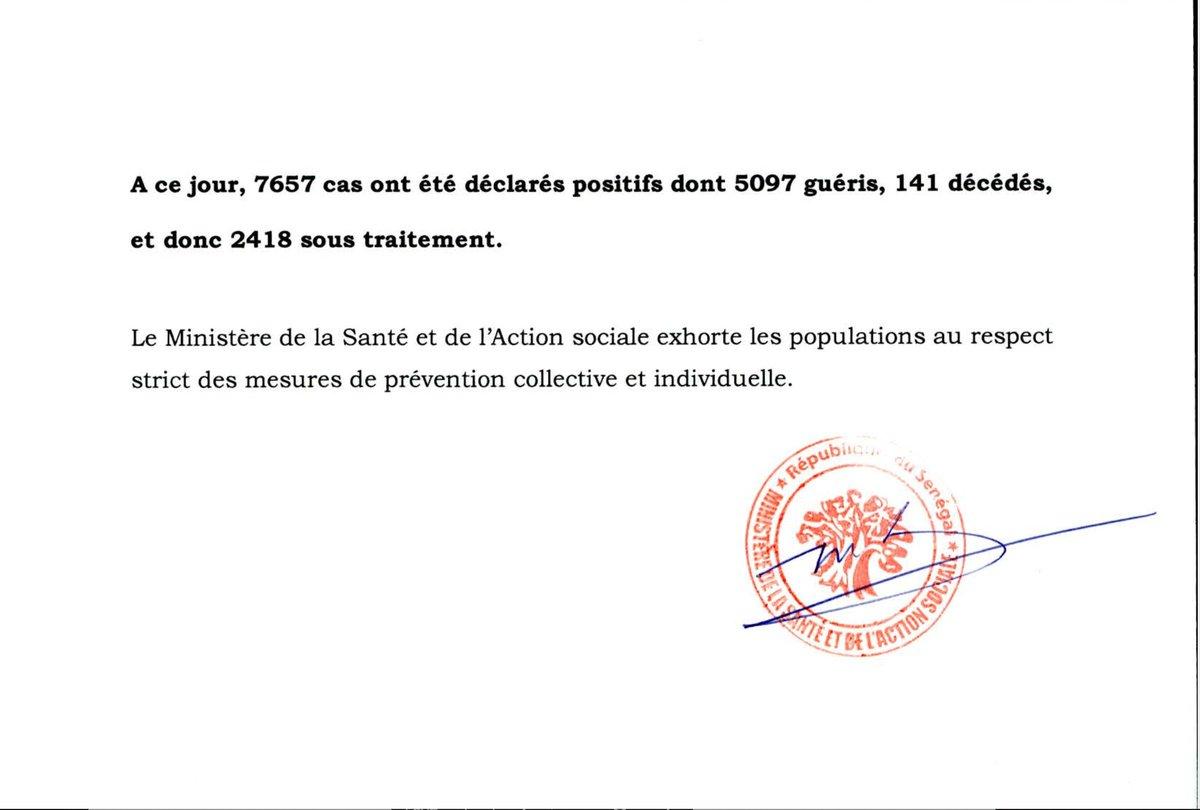 A ce jour, 7657 cas ont été déclarés positifs dont 5097 guéris, 141 décédés,
et donc 2418 sous traitement.
Le Ministère de la Santé et de l'Action sociale exhorte les populations au respect
strict des mesures de prévention collective et individuelle.
★ République du Senégal ★
MINISTÈRE DE LA SANTÉ ET DE L'ACTION SOCIALE